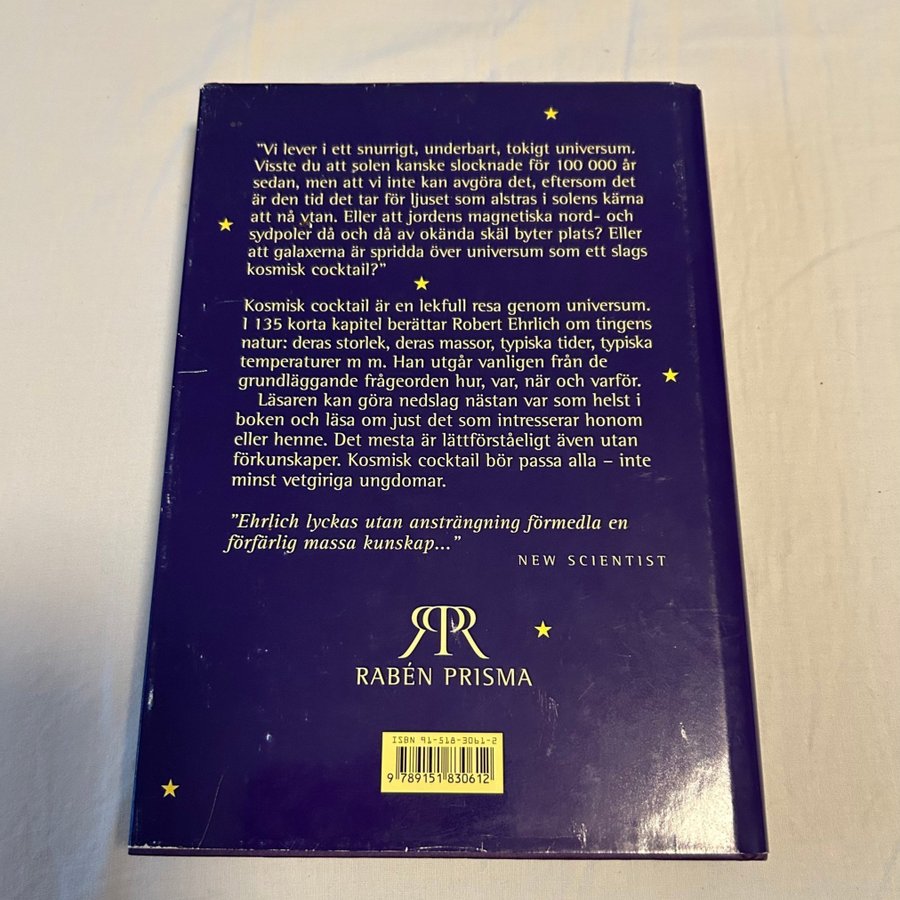 "Vi lever i ett snurrigt, underbart, tokigt universum.
Visste du att solen kanske slocknade för 100 000 år
sedan, men att vi inte kan avgöra det, eftersom det
är den tid det tar för ljuset som alstras i solens kärna
att nå ytan. Eller att jordens magnetiska nord- och
sydpoler då och då av okända skäl byter plats? Eller
att galaxerna är spridda över universum som ett slags
kosmisk cocktail?"
Kosmisk cocktail är en lekfull resa genom universum.
I 135 korta kapitel berättar Robert Ehrlich om tingens
natur: deras storlek, deras massor, typiska tider, typiska
temperaturer m m. Han utgår vanligen från de
grundläggande frågeorden hur, var, när och varför.
Läsaren kan göra nedslag nästan var som helst i
boken och läsa om just det som intresserar honom
eller henne. Det mesta är lättförståeligt även utan
förkunskaper. Kosmisk cocktail bör passa alla – inte
minst vetgiriga ungdomar.
"Ehrlich lyckas utan ansträngning förmedla en
förfärlig massa kunskap..."
NEW SCIENTIST
RPR
RABÉN PRISMA
ISBN 91-518-3061-2
9 789151 830612